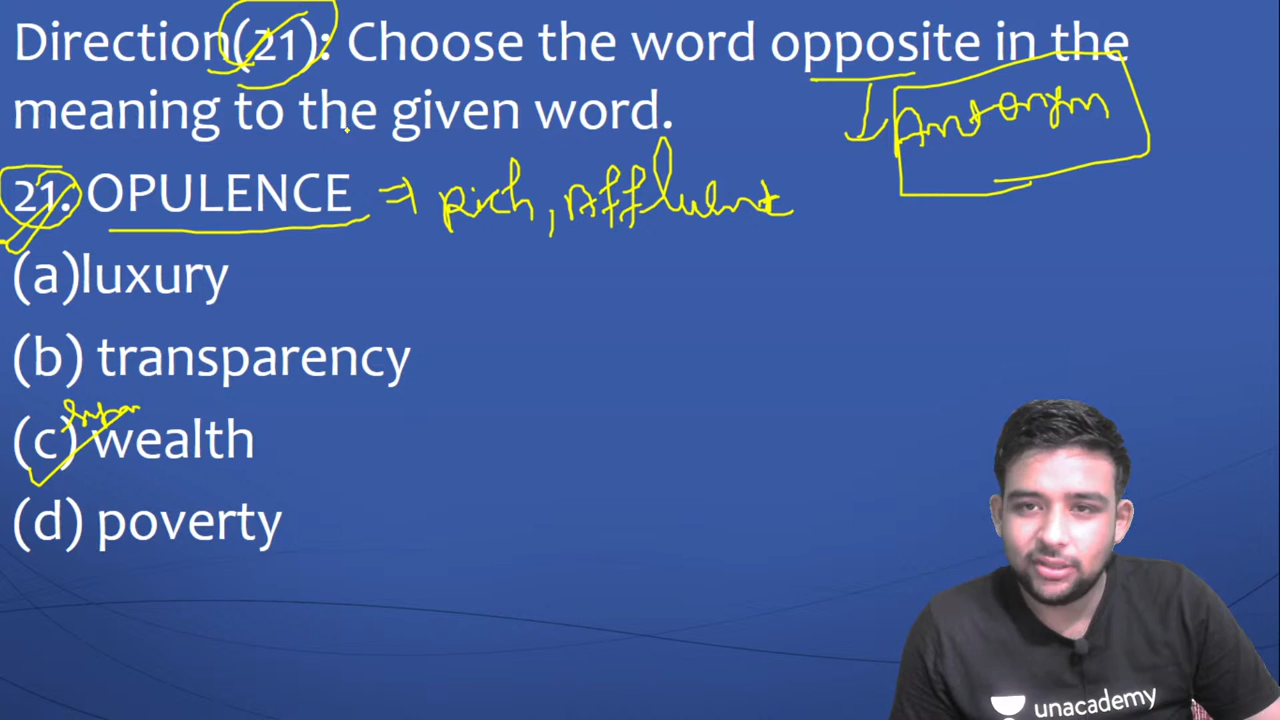 Direction(21): Choose the word opposite in the
meaning to the given word.
Antonym
21. OPULENCE ⇒ Rich, Affluent
(a)luxury
(b) transparency
(c) wealth
(d) poverty
unacademy